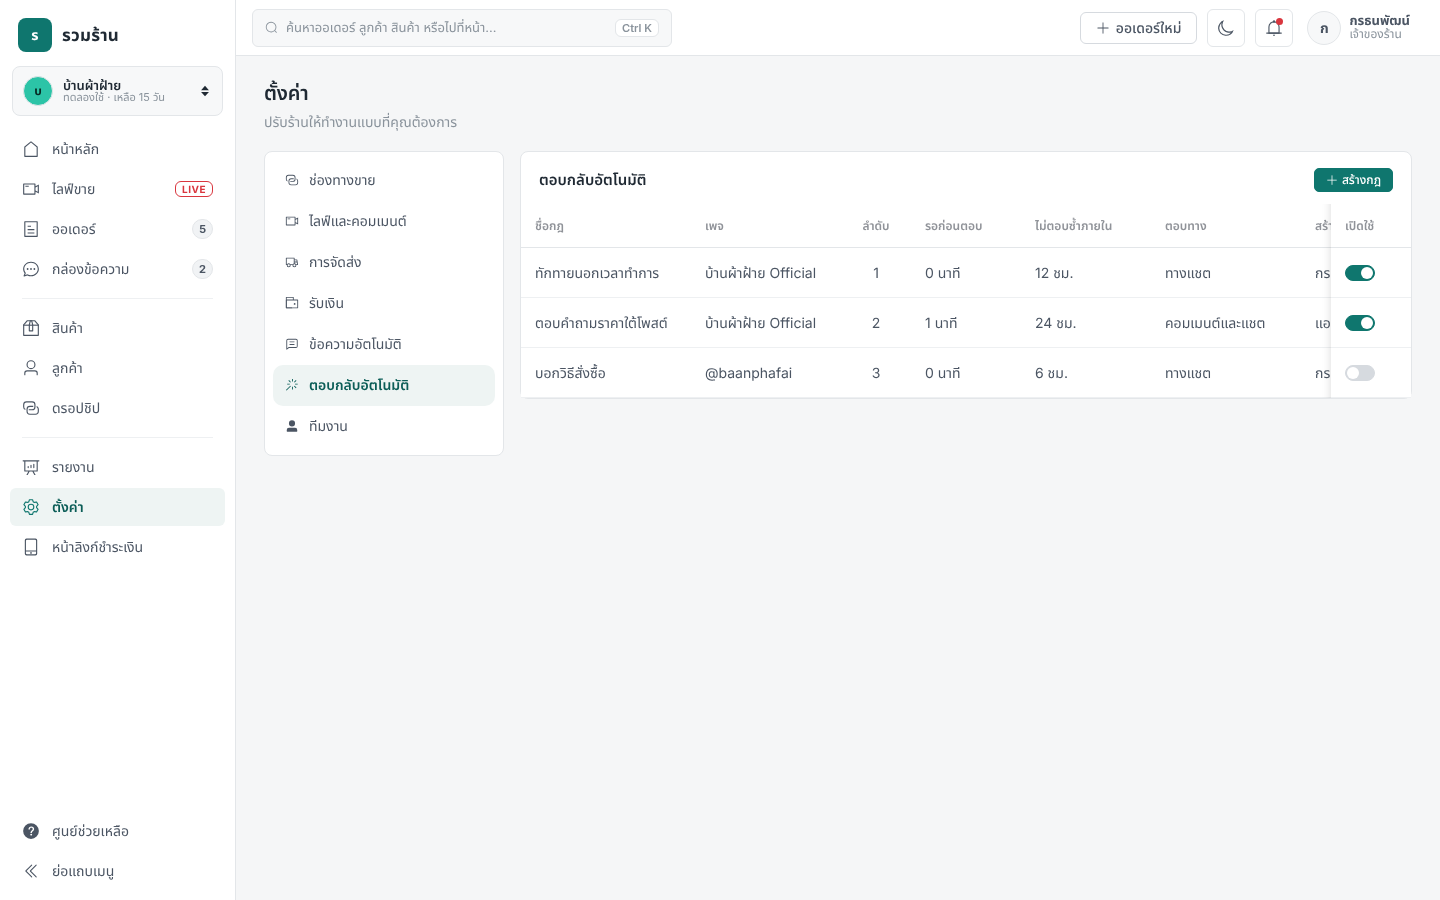 ร
รวมร้าน
บ
บ้านผ้าฝ้าย
ทดลองใช้ · เหลือ 15 วัน
หน้าหลัก
ไลฟ์ขาย
LIVE
ออเดอร์
5
กล่องข้อความ
2
สินค้า
ลูกค้า
ดรอปชิป
รายงาน
ตั้งค่า
หน้าลิงก์ชำระเงิน
ศูนย์ช่วยเหลือ
ย่อแถบเมนู
ค้นหาออเดอร์ ลูกค้า สินค้า หรือไปที่หน้า...
Ctrl K
ออเดอร์ใหม่
ก
กรธนพัฒน์
เจ้าของร้าน
ตั้งค่า
ปรับร้านให้ทำงานแบบที่คุณต้องการ
ช่องทางขาย
ไลฟ์และคอมเมนต์
การจัดส่ง
รับเงิน
ข้อความอัตโนมัติ
ตอบกลับอัตโนมัติ
ทีมงาน
ตอบกลับอัตโนมัติ
สร้างกฎ
ชื่อกฎ เพจ ลำดับ รอก่อนตอบ ไม่ตอบซ้ำภายใน ตอบทาง สร้ เปิดใช้
ทักทายนอกเวลาทำการ บ้านผ้าฝ้าย Official 1 0 นาที 12 ชม. ทางแชต กร
ตอบคำถามราคาใต้โพสต์ บ้านผ้าฝ้าย Official 2 1 นาที 24 ชม. คอมเมนต์และแชต แอ
บอกวิธีสั่งซื้อ @baanphafai 3 0 นาที 6 ชม. ทางแชต กร